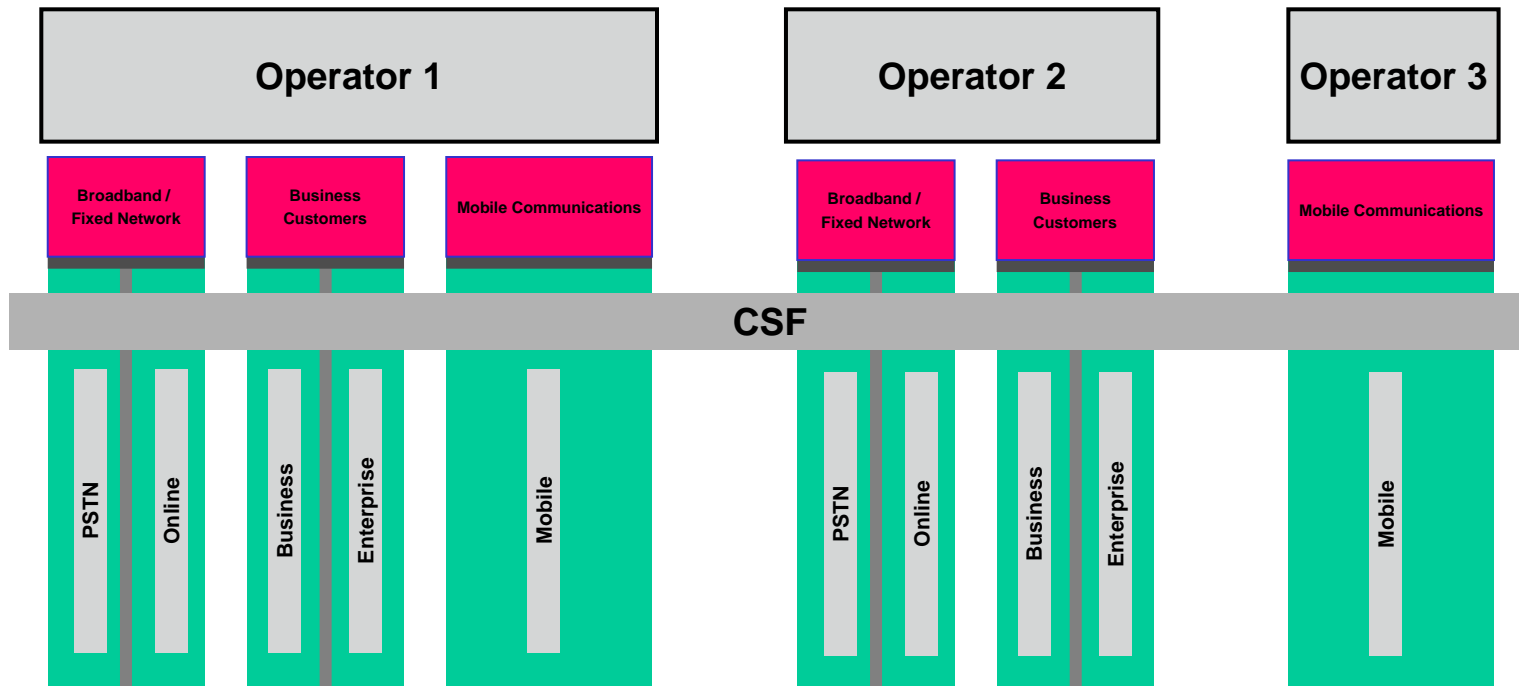 Operator 1
Operator 2
Operator 3
Broadband /
Fixed Network
Business
Customers
Mobile Communications
Broadband /
Fixed Network
Business
Customers
Mobile Communications
CSF
PSTN
Online
Business
Enterprise
Mobile
PSTN
Online
Business
Enterprise
Mobile